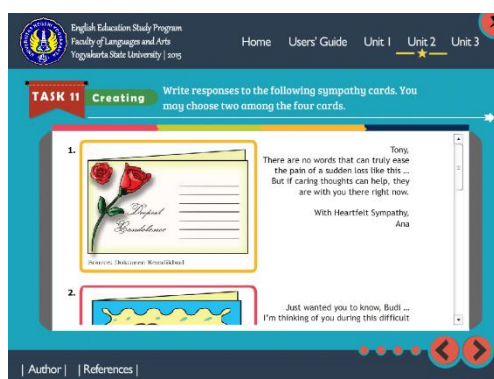 English Education Study Program
Faculty of Languages and Arts
Yogyakarta State University | 2015
Home Users' Guide Unit 1 Unit 2 Unit 3
TASK 11 Creating
Write responses to the following sympathy cards. You
may choose two among the four cards.
1.
Deepest
Condolence
Source: Dokumen Kemdikbud
Tony,
There are no words that can truly ease
the pain of a sudden loss like this ...
But if caring thoughts can help, they
are with you there right now.
With Heartfelt Sympathy,
Ana
2.
Just wanted you to know, Budi ...
I'm thinking of you during this difficult
| Author | | References |